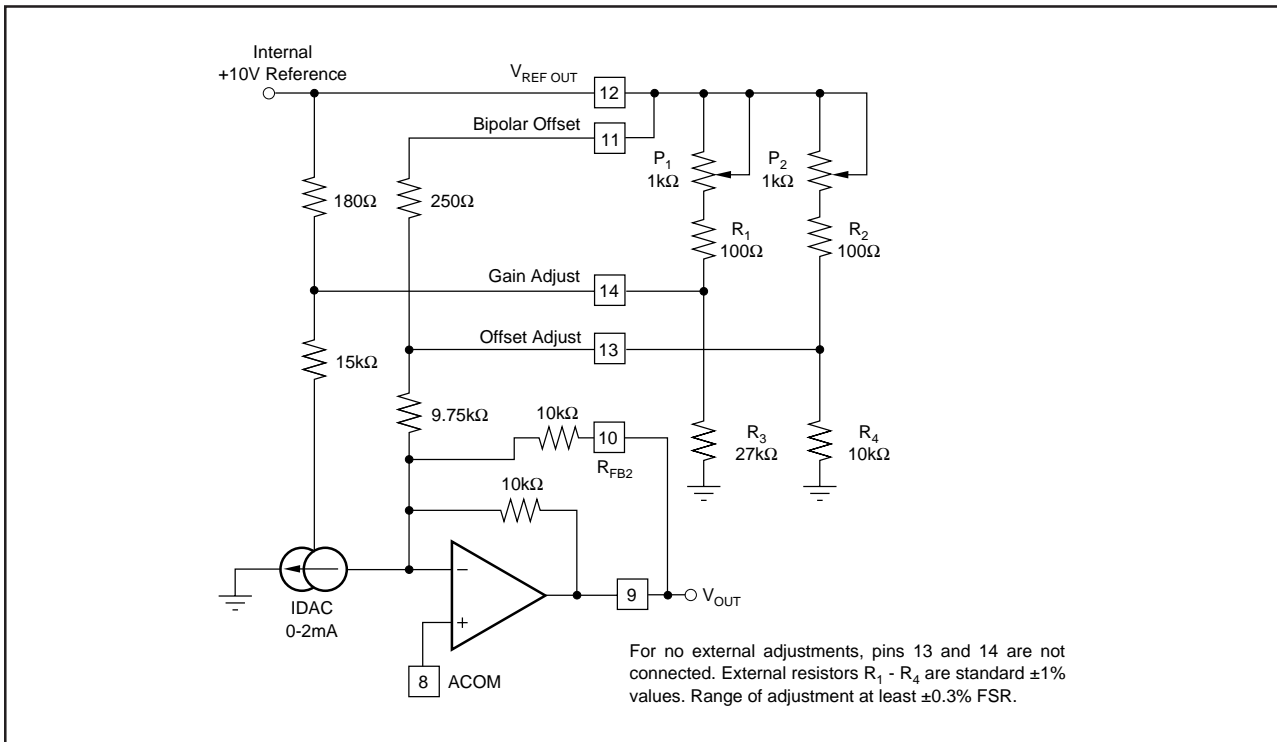 Internal
+10V Reference
V_REF OUT
12
Bipolar Offset
11
P1
1kΩ
P2
1kΩ
180Ω
250Ω
R1
100Ω
R2
100Ω
Gain Adjust
14
Offset Adjust
13
15kΩ
9.75kΩ
10kΩ
10
R_FB2
R3
27kΩ
R4
10kΩ
10kΩ
–
+
IDAC
0-2mA
9
V_OUT
8
ACOM
For no external adjustments, pins 13 and 14 are not
connected. External resistors R1 - R4 are standard ±1%
values. Range of adjustment at least ±0.3% FSR.